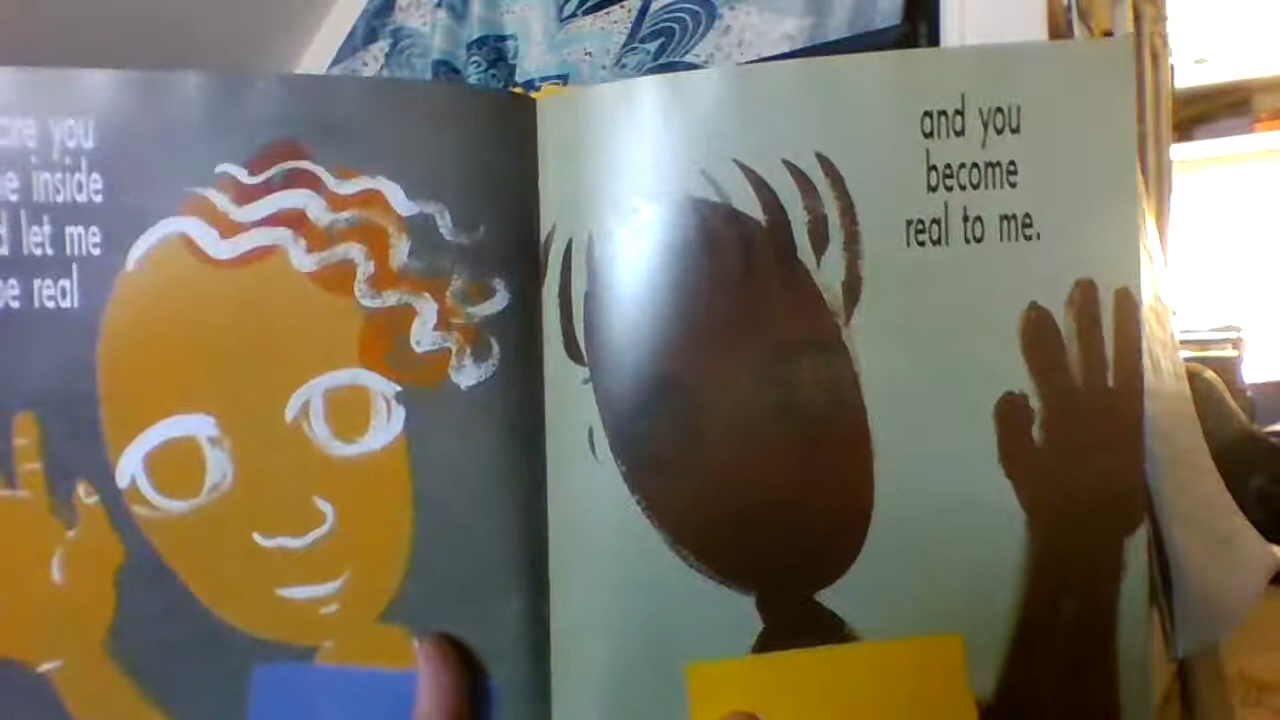 are you
inside
let me
real
and you
become
real to me.